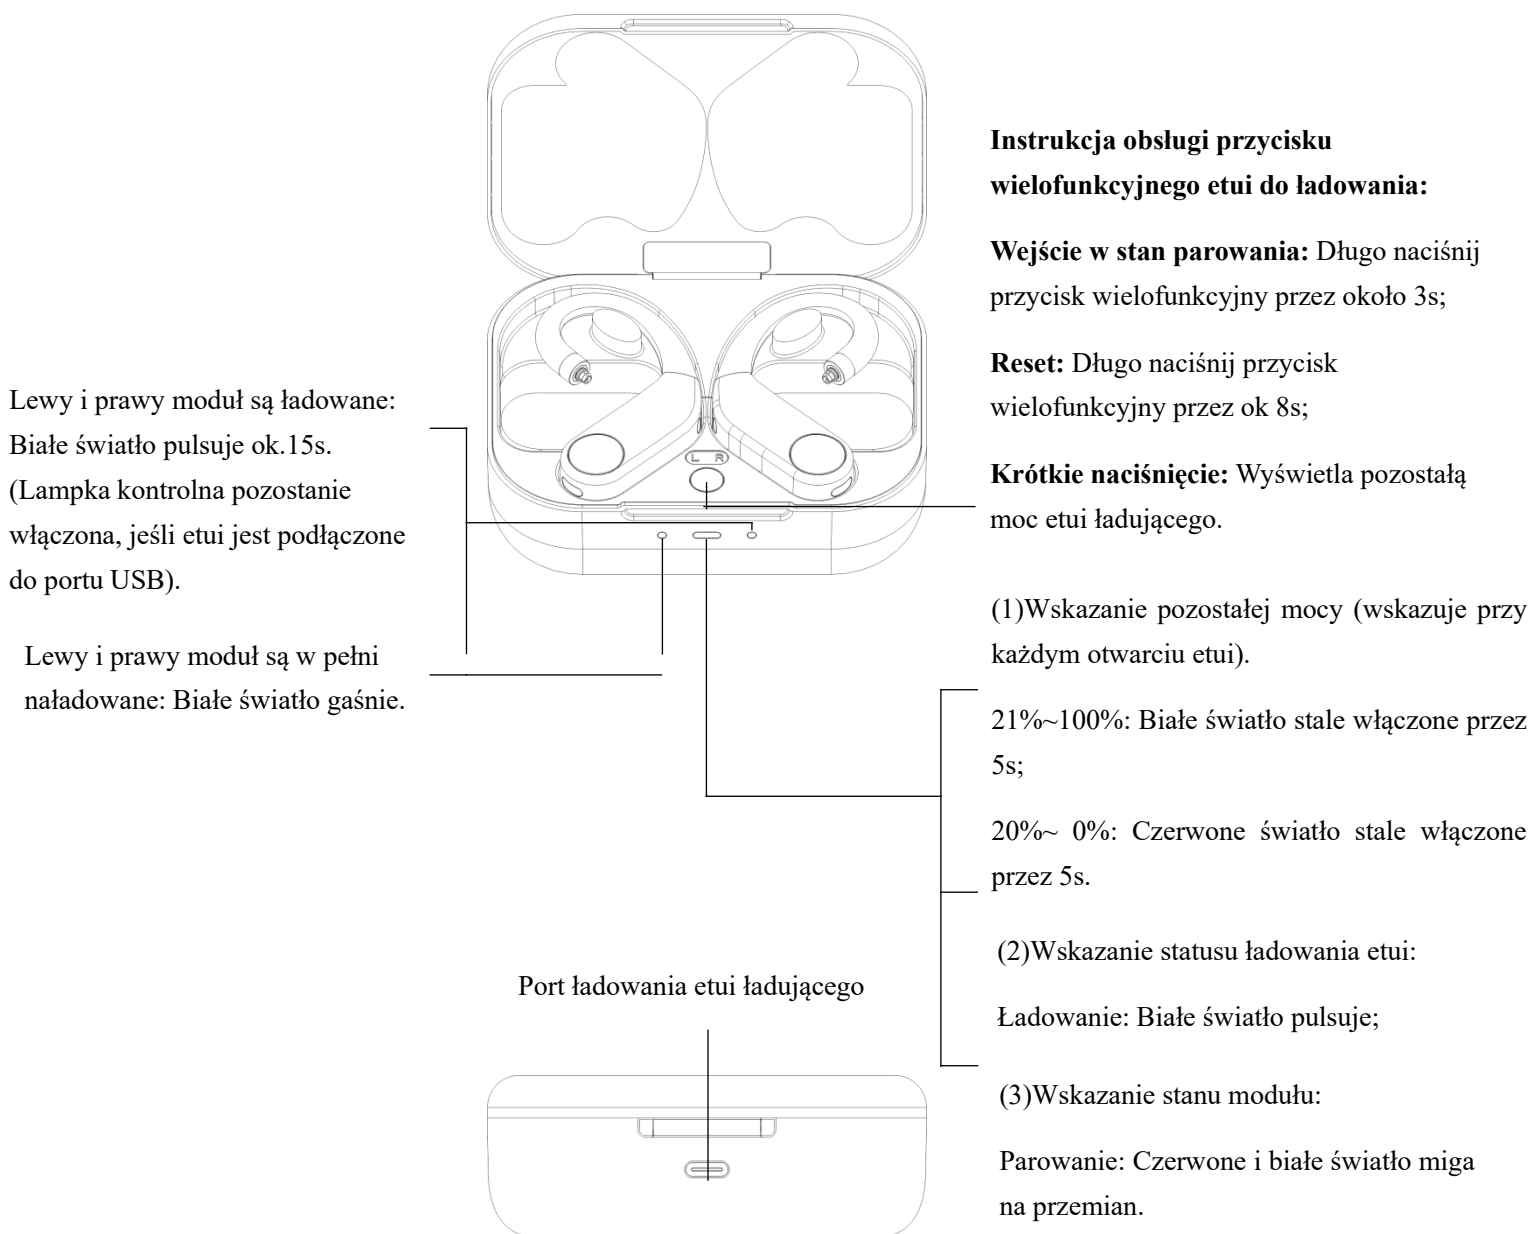 Instrukcja obsługi przycisku
wielofunkcyjnego etui do ładowania:
Wejście w stan parowania: Długo naciśnij
przycisk wielofunkcyjny przez około 3s;
Reset: Długo naciśnij przycisk
wielofunkcyjny przez ok 8s;
Krótkie naciśnięcie: Wyświetla pozostałą
moc etui ładującego.
Lewy i prawy moduł są ładowane:
Białe światło pulsuje ok.15s.
(Lampka kontrolna pozostanie
włączona, jeśli etui jest podłączone
do portu USB).
Lewy i prawy moduł są w pełni
naładowane: Białe światło gaśnie.
L R
(1)Wskazanie pozostałej mocy (wskazuje przy
każdym otwarciu etui).
21%~100%: Białe światło stale włączone przez
5s;
20%~ 0%: Czerwone światło stale włączone
przez 5s.
(2)Wskazanie statusu ładowania etui:
Ładowanie: Białe światło pulsuje;
(3)Wskazanie stanu modułu:
Parowanie: Czerwone i białe światło miga
na przemian.
Port ładowania etui ładującego